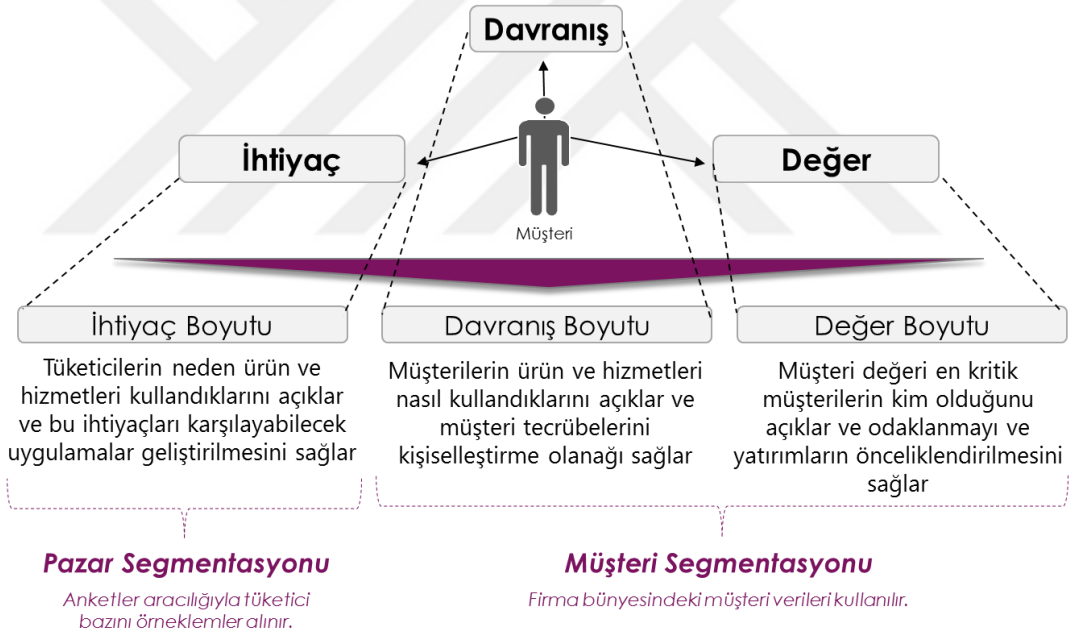 Davranış
İhtiyaç
Değer
Müşteri
İhtiyaç Boyutu
Tüketicilerin neden ürün ve
hizmetleri kullandıklarını açıklar
ve bu ihtiyaçları karşılayabilecek
uygulamalar geliştirilmesini sağlar
Davranış Boyutu
Müşterilerin ürün ve hizmetleri
nasıl kullandıklarını açıklar ve
müşteri tecrübelerini
kişiselleştirme olanağı sağlar
Değer Boyutu
Müşteri değeri en kritik
müşterilerin kim olduğunu
açıklar ve odaklanmayı ve
yatırımların önceliklendirilmesini
sağlar
Pazar Segmentasyonu
Anketler aracılığıyla tüketici
bazını örneklemler alınır.
Müşteri Segmentasyonu
Firma bünyesindeki müşteri verileri kullanılır.